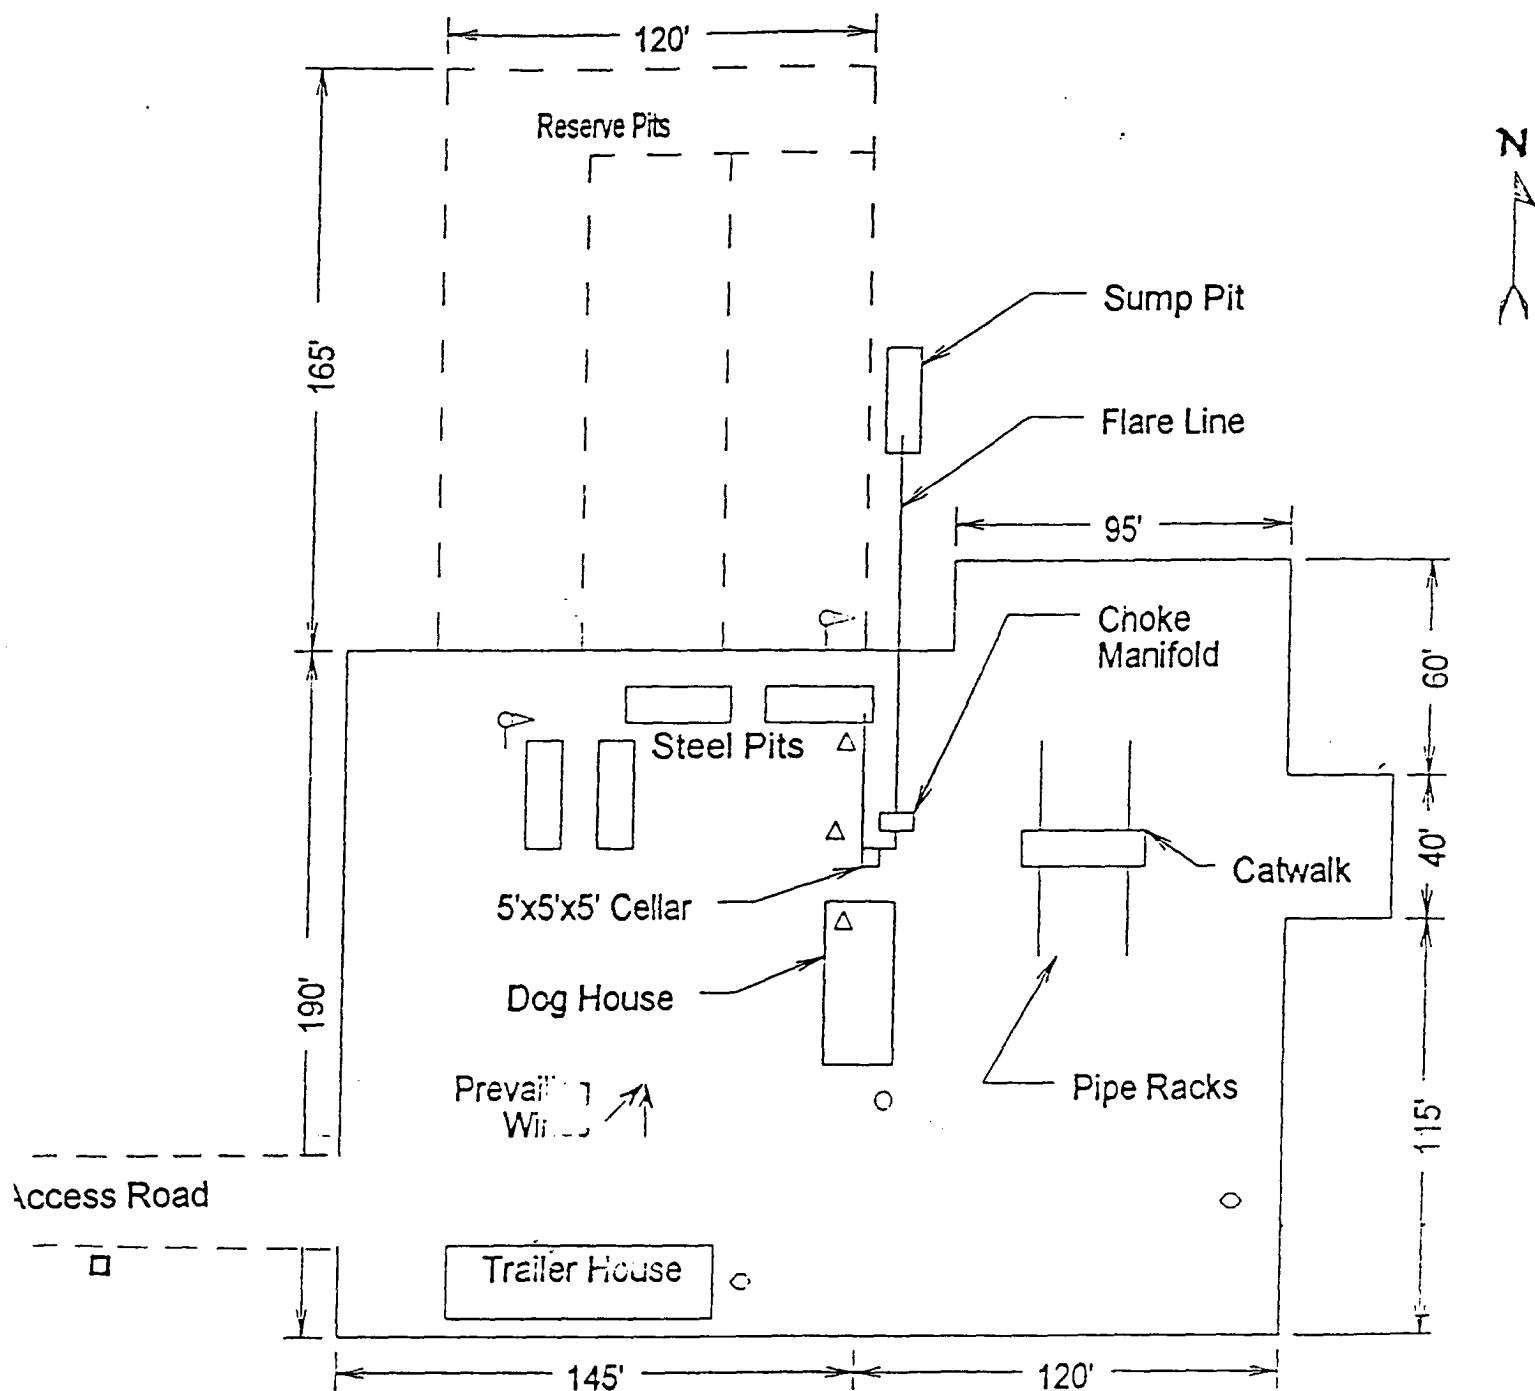 120'
Reserve Pits
N
Sump Pit
165'
Flare Line
95'
Choke
Manifold
60'
Steel Pits
40'
Catwalk
5'x5'x5' Cellar
Dog House
190'
Pipe Racks
115'
Access Road
Trailer House
145'
120'